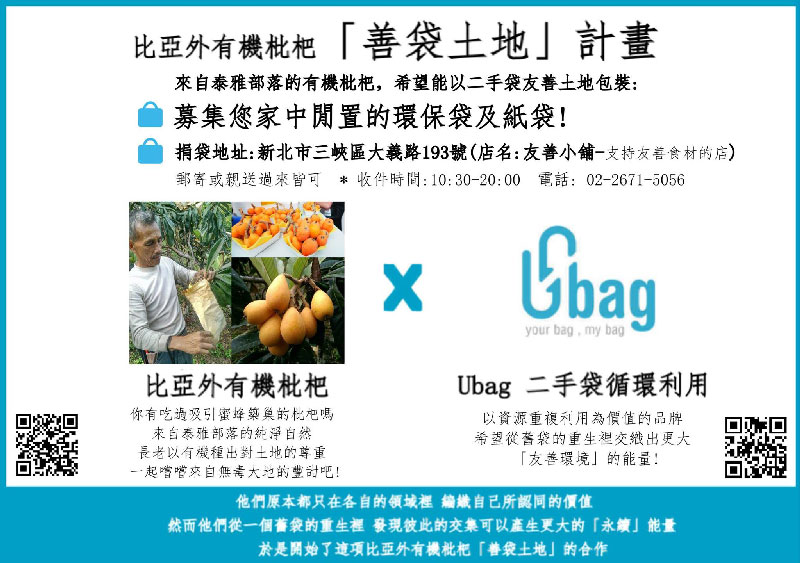 比亞外有機枇杷「善袋土地」計畫
來自泰雅部落的有機枇杷，希望能以二手袋友善土地包裝：
募集您家中閒置的環保袋及紙袋！
捐袋地址：新北市三峽區大義路193號(店名：友善小舖-支持友善食材的店)
郵寄或親送過來皆可 * 收件時間：10:30-20:00 電話: 02-2671-5056
X
Ubag
your bag , my bag
比亞外有機枇杷
你有吃過吸引蜜蜂築巢的枇杷嗎
來自泰雅部落的純淨自然
長老以有機種出對土地的尊重
一起嚐嚐來自無毒大地的豐盛吧！
Ubag 二手袋循環利用
以資源重複利用為價值的品牌
希望從舊袋的重生裡交織出更大
「友善環境」的能量！
他們原本都只在各自的領域裡 編織自己所認同的價值
然而他們從一個舊袋的重生裡 發現彼此的交集可以產生更大的「永續」能量
於是開始了這項比亞外有機枇杷「善袋土地」的合作